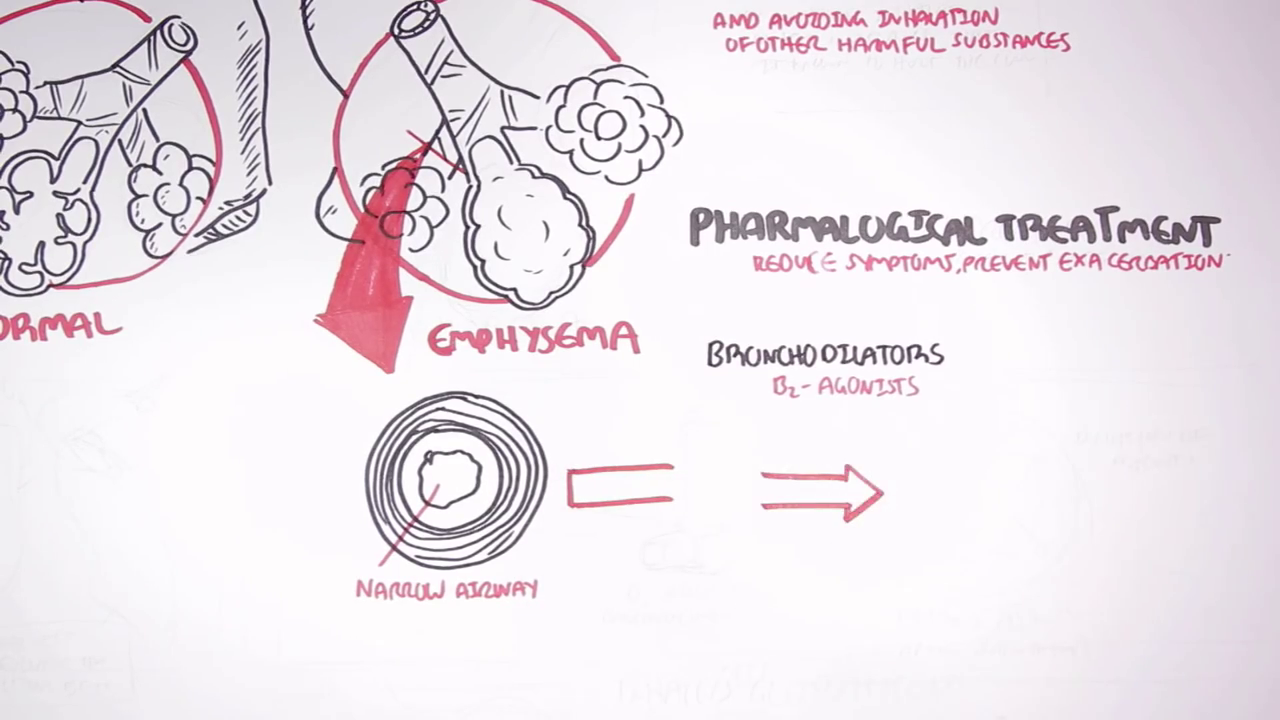 AND AVOIDING INHALATION
OF OTHER HARMFUL SUBSTANCES
PHARMALOGICAL TREATMENT
REDUCE SYMPTOMS, PREVENT EXACERBATION
ORMAL
EMPHYSEMA
BRONCHODILATORS
B2 - AGONISTS
NARROW AIRWAY